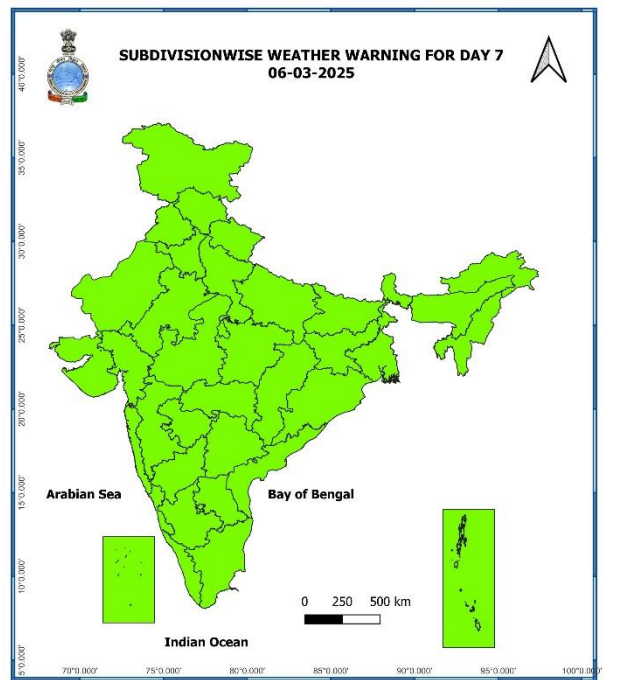 SUBDIVISIONWISE WEATHER WARNING FOR DAY 7
06-03-2025
40°0.000'
35°0.000'
30°0.000'
25°0.000'
20°0.000'
15°0.000'
10°0.000'
5°0.000'
Arabian Sea
Bay of Bengal
0 250 500 km
Indian Ocean
70°0.000' 75°0.000' 80°0.000' 85°0.000' 90°0.000' 95°0.000' 100°0.000'